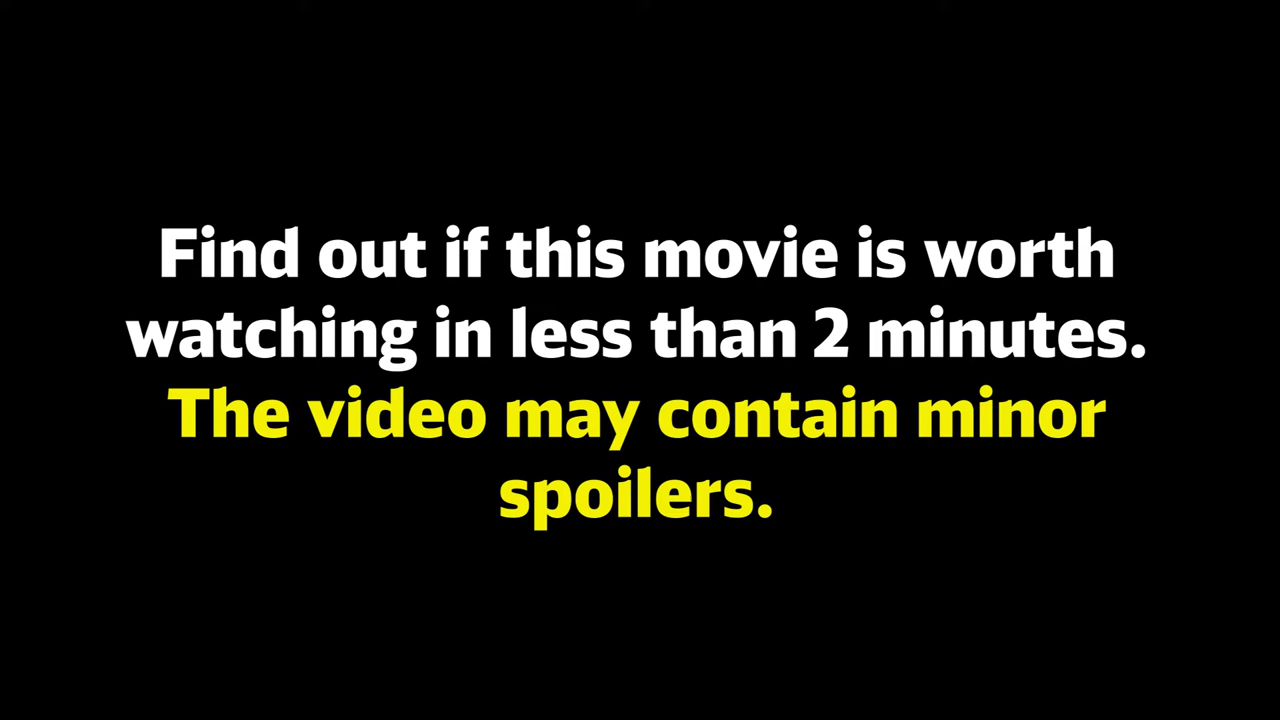 Find out if this movie is worth
watching in less than 2 minutes.
The video may contain minor
spoilers.